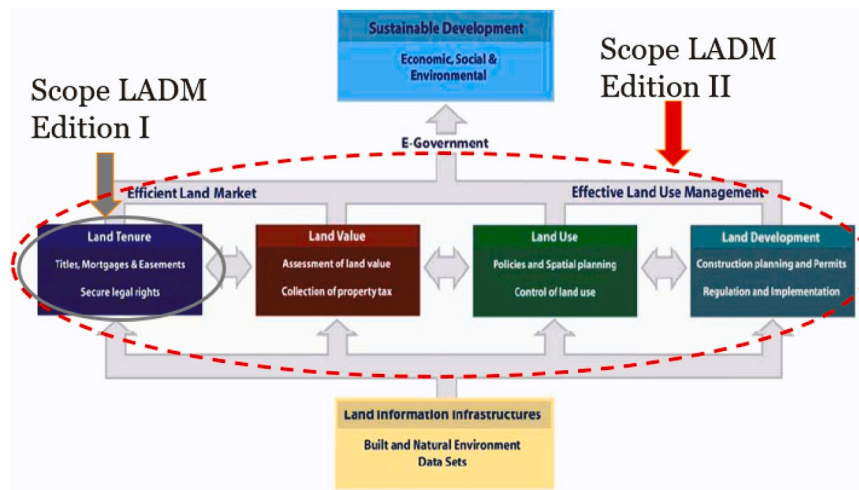 Sustainable Development
Economic, Social &
Environmental
Scope LADM
Edition II
Scope LADM
Edition I
E-Government
Efficient Land Market
Effective Land Use Management
Land Tenure
Titles, Mortgages & Easements
Secure legal rights
Land Value
Assessment of land value
Collection of property tax
Land Use
Policies and Spatial planning
Control of land use
Land Development
Construction planning and Permits
Regulation and Implementation
Land Information Infrastructures
Built and Natural Environment
Data Sets